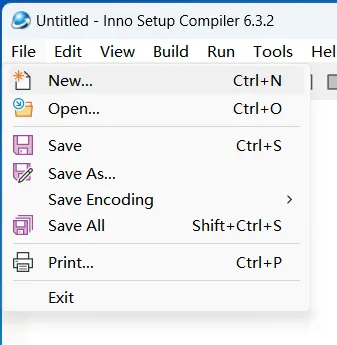 Untitled - Inno Setup Compiler 6.3.2
File Edit View Build Run Tools Hel
New... Ctrl+N
Open... Ctrl+O
Save Ctrl+S
Save As...
Save Encoding
Save All Shift+Ctrl+S
Print... Ctrl+P
Exit